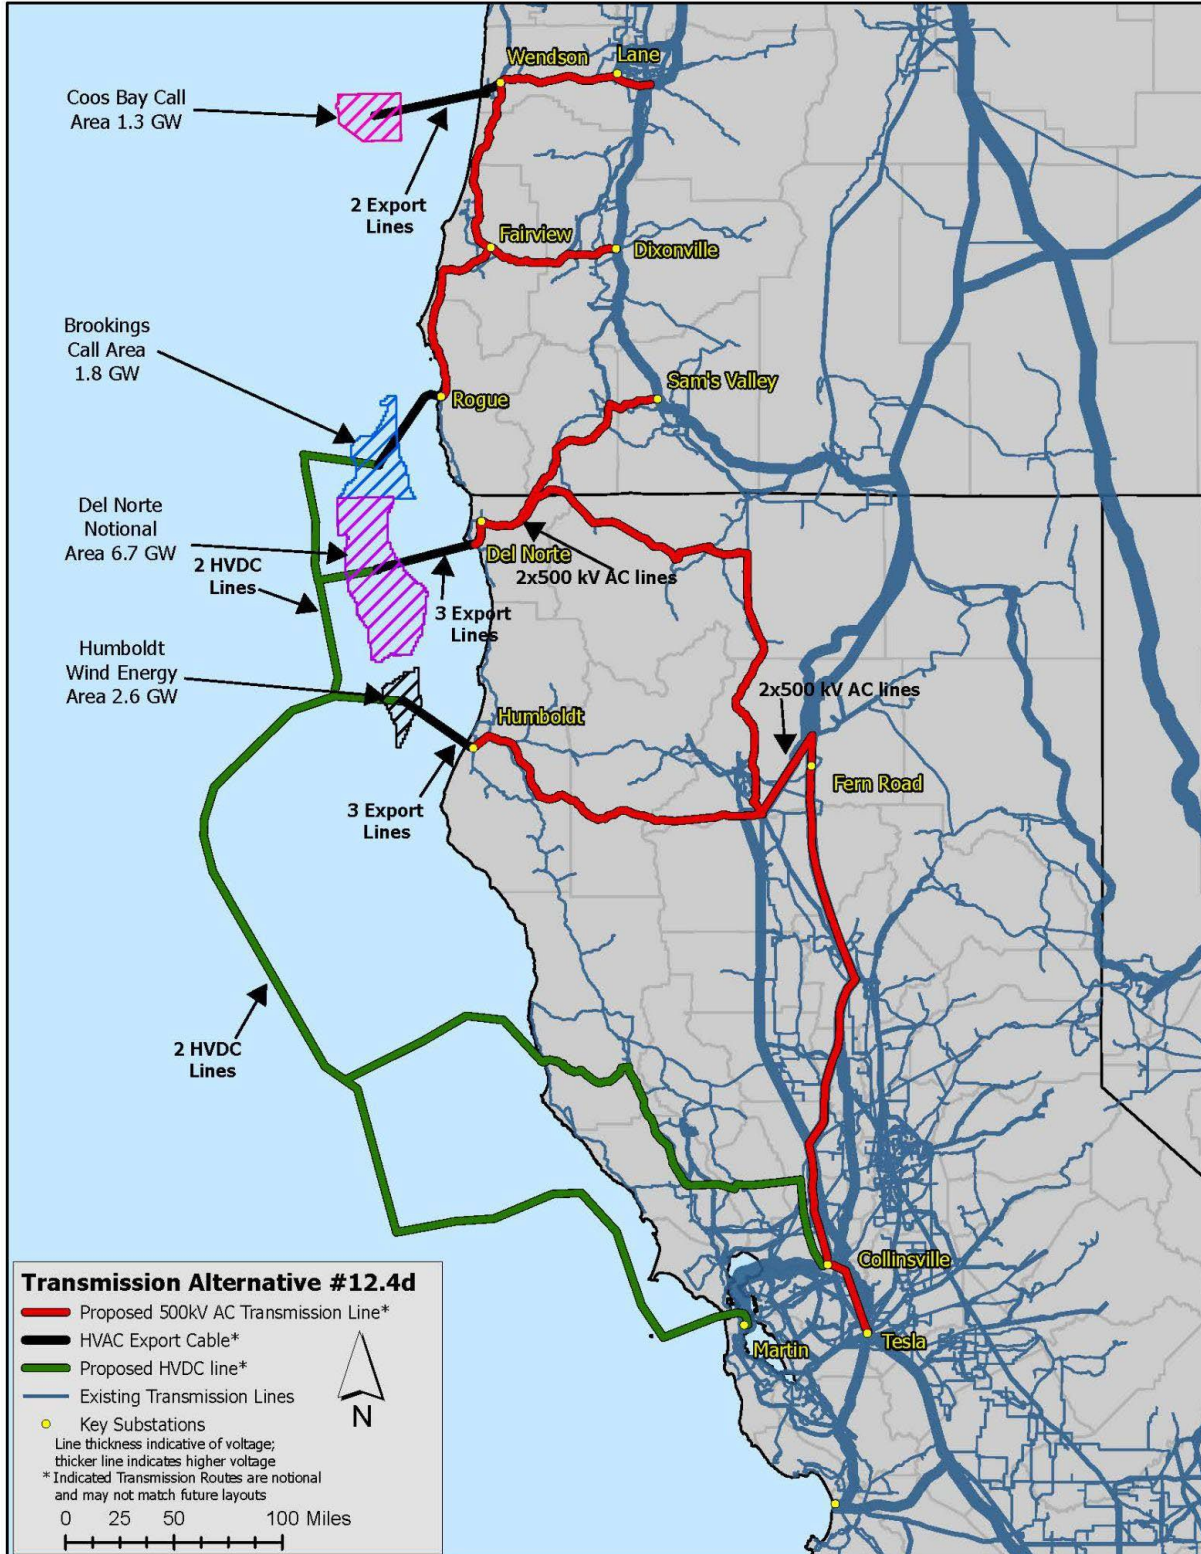 Wendson
Lane
Coos Bay Call
Area 1.3 GW
2 Export
Lines
Fairview
Dixonville
Brookings
Call Area
1.8 GW
Rogue
Sam's Valley
Del Norte
Notional
Area 6.7 GW
2 HVDC
Lines
Del Norte
2x500 kV AC lines
3 Export
Lines
Humboldt
Wind Energy
Area 2.6 GW
2x500 kV AC lines
Humboldt
Fern Road
3 Export
Lines
2 HVDC
Lines
Collinsville
Martin
Tesla
Transmission Alternative #12.4d
Proposed 500kV AC Transmission Line*
HVAC Export Cable*
Proposed HVDC line*
Existing Transmission Lines
Key Substations
Line thickness indicative of voltage;
thicker line indicates higher voltage
* Indicated Transmission Routes are notional
and may not match future layouts
N
0 25 50 100 Miles